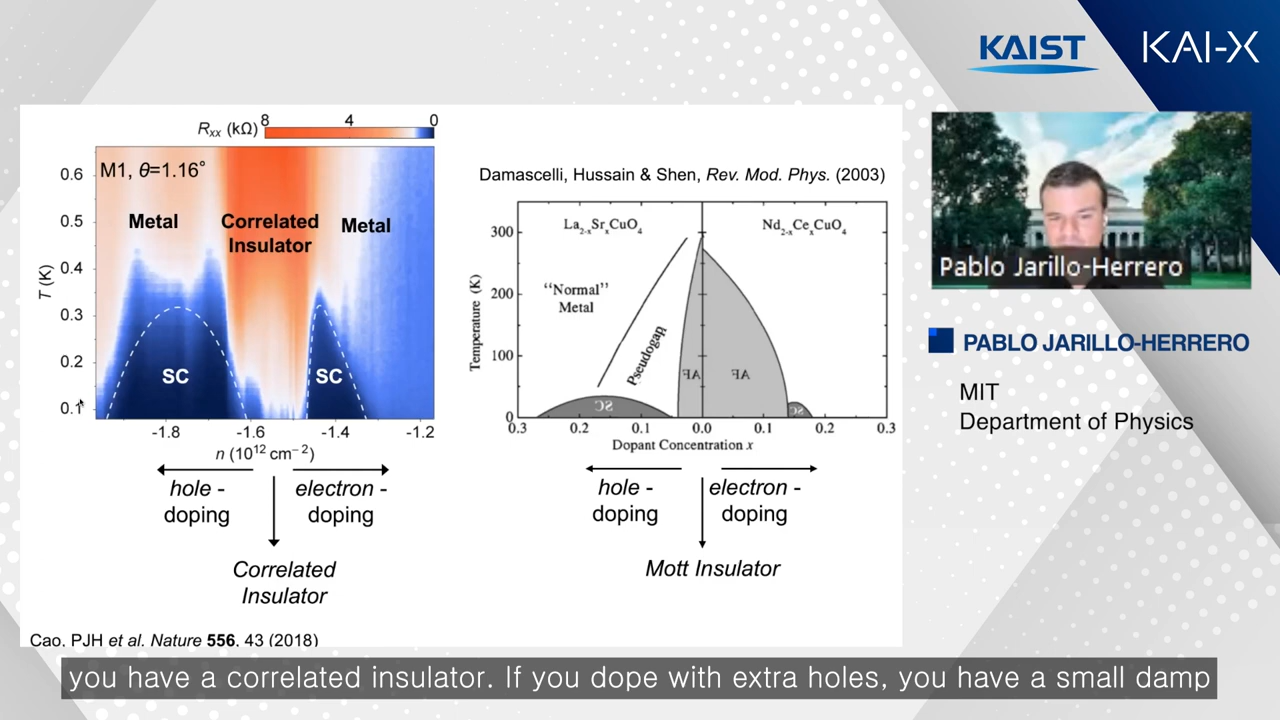 KAIST
KAI-X
Rxx (kΩ)
8 4 0
M1, θ=1.16°
Metal
Correlated
Insulator
Metal
SC
SC
T (K)
0.6
0.5
0.4
0.3
0.2
0.1
-1.8 -1.6 -1.4 -1.2
n (10¹² cm⁻²)
hole -
doping
electron -
doping
Correlated
Insulator
Cao, PJH et al. Nature 556, 43 (2018)
Damascelli, Hussain & Shen, Rev. Mod. Phys. (2003)
La2-xSrxCuO4
Nd2-xCexCuO4
"Normal"
Metal
Pseudogap
AF
AF
SC
SC
Temperature (K)
300
200
100
0
0.3 0.2 0.1 0.0 0.1 0.2 0.3
Dopant Concentration x
hole -
doping
electron -
doping
Mott Insulator
Pablo Jarillo-Herrero
PABLO JARILLO-HERRERO
MIT
Department of Physics
you have a correlated insulator. If you dope with extra holes, you have a small damp